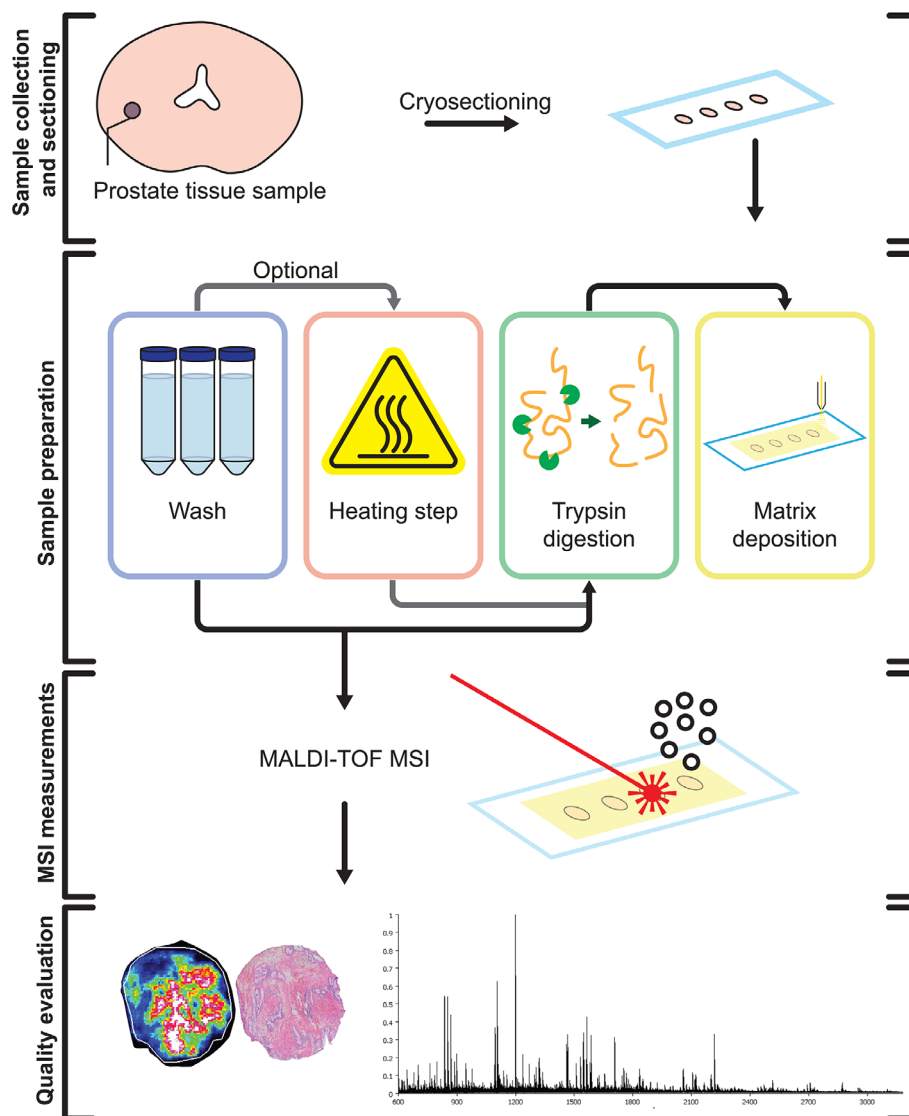 Sample collection
and sectioning
Prostate tissue sample
Cryosectioning
Sample preparation
Optional
Wash
Heating step
Trypsin
digestion
Matrix
deposition
MSI measurements
MALDI-TOF MSI
Quality evaluation
1
0.9
0.8
0.7
0.6
0.5
0.4
0.3
0.2
0.1
0
600
900
1200
1500
1800
2100
2400
2700
3000